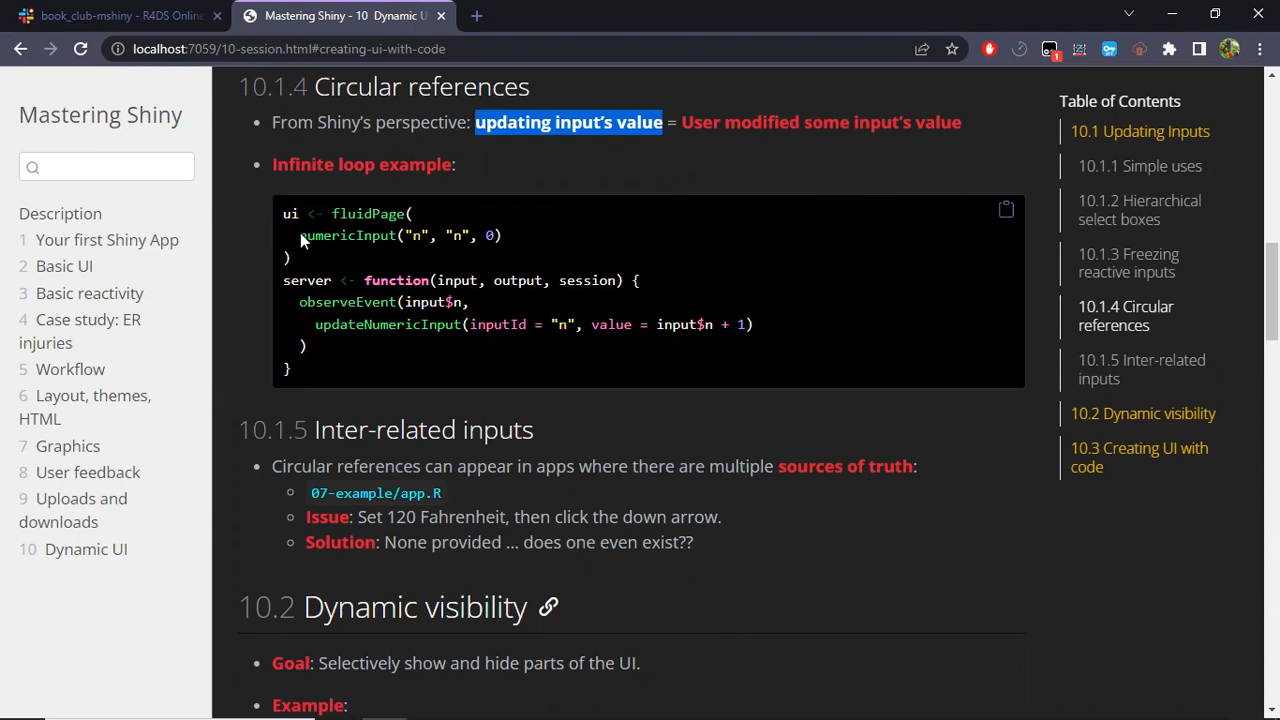 book_club-mshiny - R4DS Online
Mastering Shiny - 10 Dynamic U
localhost:7059/10-session.html#creating-ui-with-code
1
Mastering Shiny
Description
1 Your first Shiny App
2 Basic UI
3 Basic reactivity
4 Case study: ER
injuries
5 Workflow
6 Layout, themes,
HTML
7 Graphics
8 User feedback
9 Uploads and
downloads
10 Dynamic UI
10.1.4 Circular references
• From Shiny's perspective: updating input's value = User modified some input's value
• Infinite loop example:
ui <- fluidPage(
numericInput("n", "n", 0)
)
server <- function(input, output, session) {
observeEvent(input$n,
updateNumericInput(inputId = "n", value = input$n + 1)
)
}
10.1.5 Inter-related inputs
• Circular references can appear in apps where there are multiple sources of truth:
07-example/app.R
Issue: Set 120 Fahrenheit, then click the down arrow.
Solution: None provided ... does one even exist??
10.2 Dynamic visibility
• Goal: Selectively show and hide parts of the UI.
• Example:
Table of Contents
10.1 Updating Inputs
10.1.1 Simple uses
10.1.2 Hierarchical
select boxes
10.1.3 Freezing
reactive inputs
10.1.4 Circular
references
10.1.5 Inter-related
inputs
10.2 Dynamic visibility
10.3 Creating UI with
code